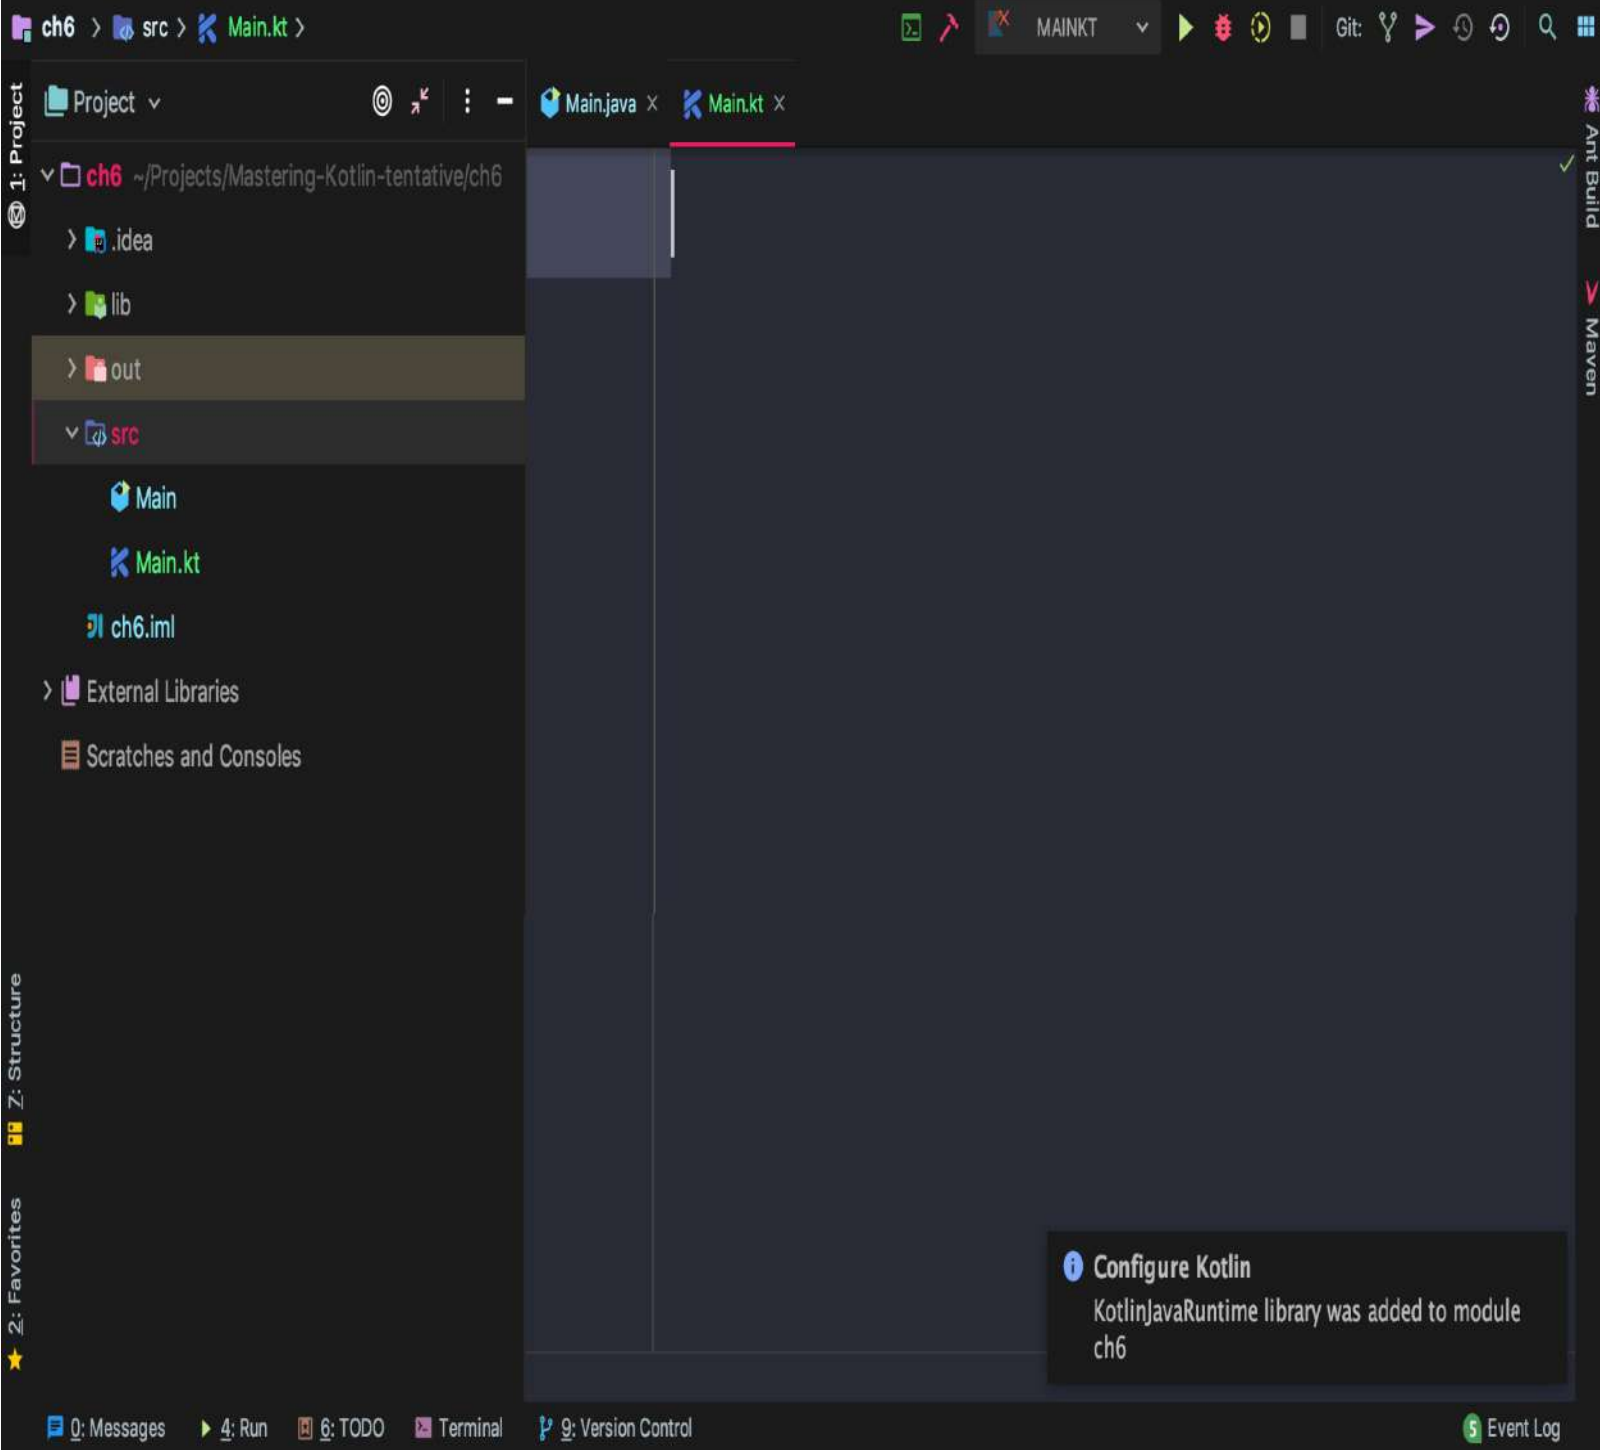 ch6 > src > Main.kt >
MAINKT
Git:
1: Project
Project
Main.java ×
Main.kt ×
Ant Build
Maven
ch6 ~/Projects/Mastering-Kotlin-tentative/ch6
.idea
lib
out
src
Main
Main.kt
ch6.iml
External Libraries
Scratches and Consoles
Z: Structure
2: Favorites
Configure Kotlin
KotlinJavaRuntime library was added to module
ch6
0: Messages
4: Run
6: TODO
Terminal
9: Version Control
5 Event Log